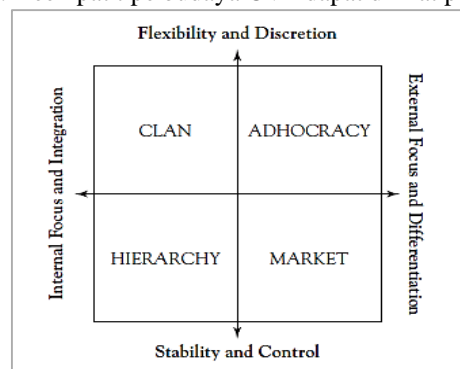 Flexibility and Discretion
Internal Focus and Integration
CLAN
ADHOCRACY
External Focus and Differentiation
HIERARCHY
MARKET
Stability and Control